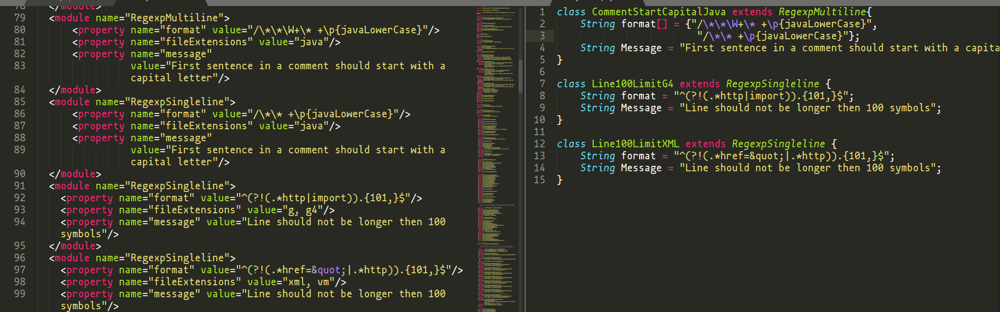 78 </module>
79 <module name="RegexpMultiline">
80 <property name="format" value="/\*\*\W+\* +\p{javaLowerCase}"/>
81 <property name="fileExtensions" value="java"/>
82 <property name="message"
83 value="First sentence in a comment should start with a
capital letter"/>
84 </module>
85 <module name="RegexpSingleline">
86 <property name="format" value="/\*\* +\p{javaLowerCase}"/>
87 <property name="fileExtensions" value="java"/>
88 <property name="message"
89 value="First sentence in a comment should start with a
capital letter"/>
90 </module>
91 <module name="RegexpSingleline">
92 <property name="format" value="^(?!(.*http|import)).{101,}$"/>
93 <property name="fileExtensions" value="g, g4"/>
94 <property name="message" value="Line should not be longer then 100
symbols"/>
95 </module>
96 <module name="RegexpSingleline">
97 <property name="format" value="^(?!(.*href=&quot;|.*http)).{101,}$"/>
98 <property name="fileExtensions" value="xml, vm"/>
99 <property name="message" value="Line should not be longer then 100
symbols"/>
1 class CommentStartCapitalJava extends RegexpMultiline{
2 String format[] = {"/\*\*\W+\* +\p{javaLowerCase}",
3 "/\*\* +\p{javaLowerCase}"};
4 String Message = "First sentence in a comment should start with a capita
5 }
6
7 class Line100LimitG4 extends RegexpSingleline {
8 String format = "^(?!(.*http|import)).{101,}$";
9 String Message = "Line should not be longer then 100 symbols";
10 }
11
12 class Line100LimitXML extends RegexpSingleline {
13 String format = "^(?!(.*href=&quot;|.*http)).{101,}$";
14 String Message = "Line should not be longer then 100 symbols";
15 }